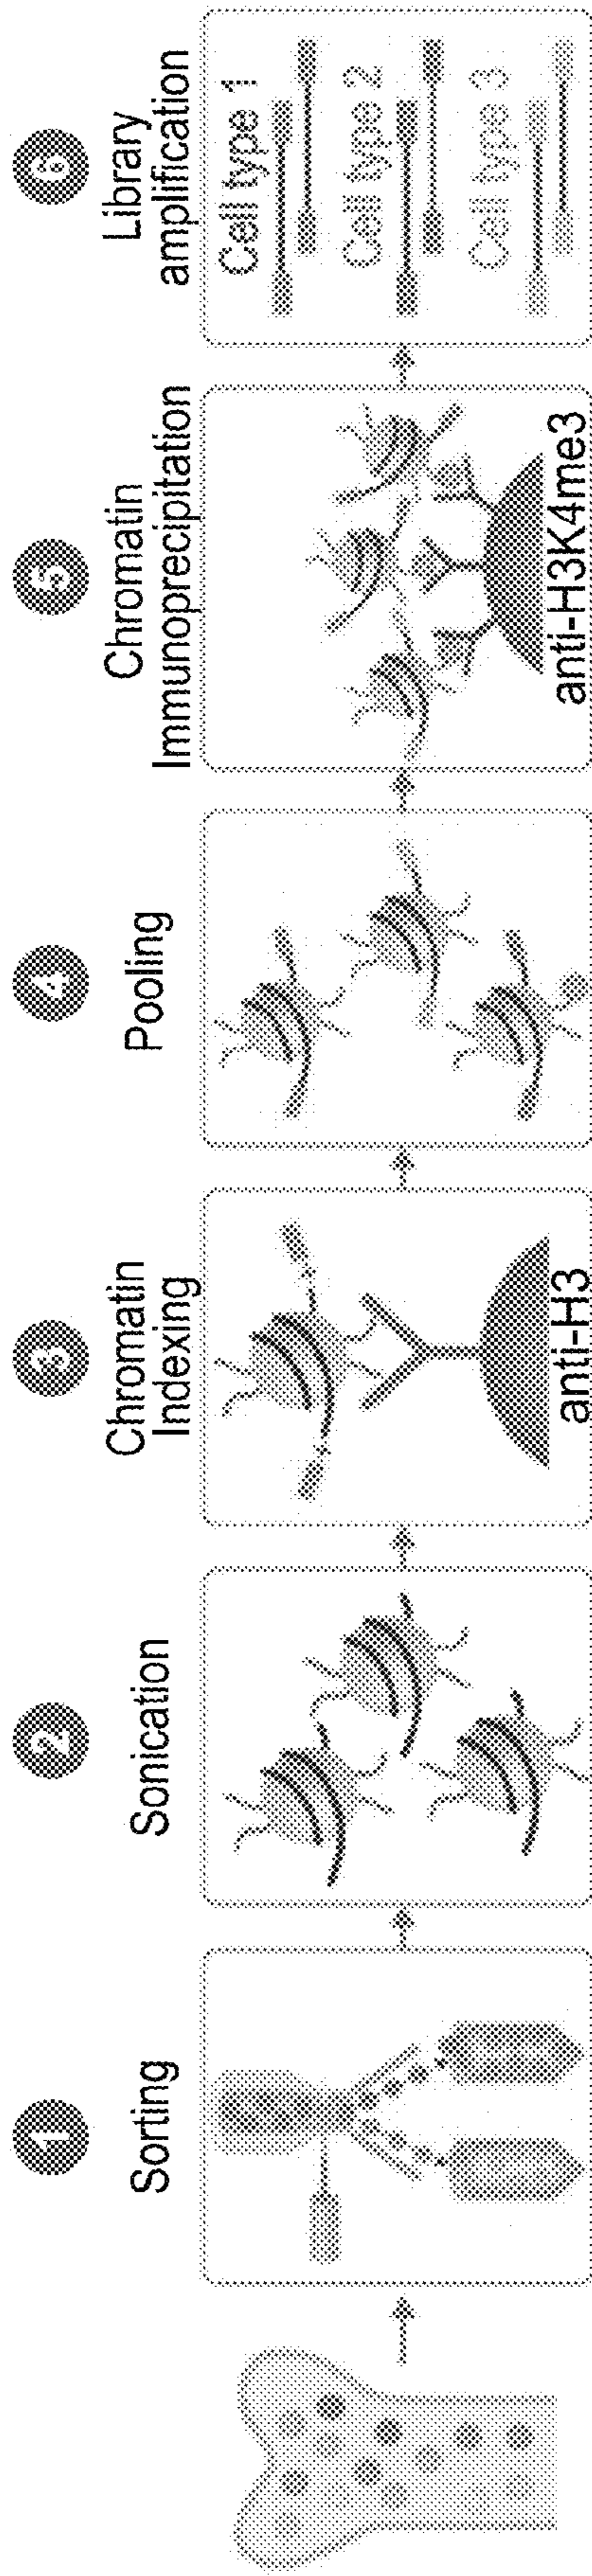 1
Sorting
2
Sonication
3
Chromatin
Indexing
anti-H3
4
Pooling
5
Chromatin
Immunoprecipitation
anti-H3K4me3
6
Library
amplification
Cell type 1
Cell type 2
Cell type 3